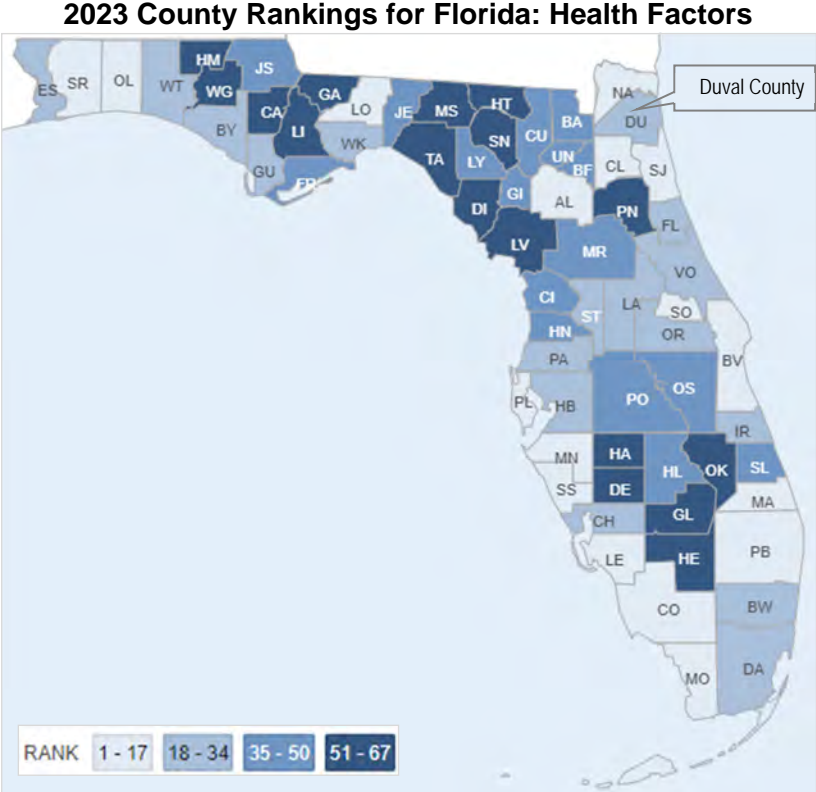 2023 County Rankings for Florida: Health Factors
HM
JS
ES
SR
OL
WT
WG
GA
LO
CA
LI
BY
WK
GU
FR
JE
MS
HT
TA
SN
LY
CU
BA
UN
BF
NA
DU
Duval County
CL
SJ
DI
GI
AL
PN
FL
LV
MR
VO
CI
ST
LA
SO
HN
OR
PA
BV
PL
HB
PO
OS
IR
MN
HA
HL
OK
SL
SS
DE
MA
CH
GL
LE
HE
PB
CO
BW
MO
DA
RANK 1 - 17 18 - 34 35 - 50 51 - 67